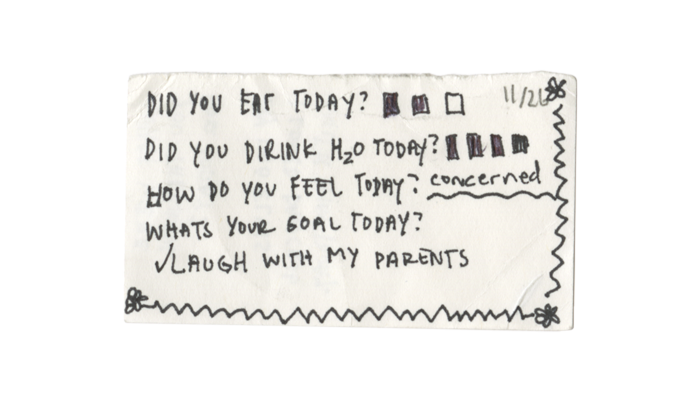 DID YOU EAT TODAY? 11/26
DID YOU DIRINK H₂O TODAY?
HOW DO YOU FEEL TODAY? concerned
WHATS YOUR GOAL TODAY?
✓LAUGH WITH MY PARENTS